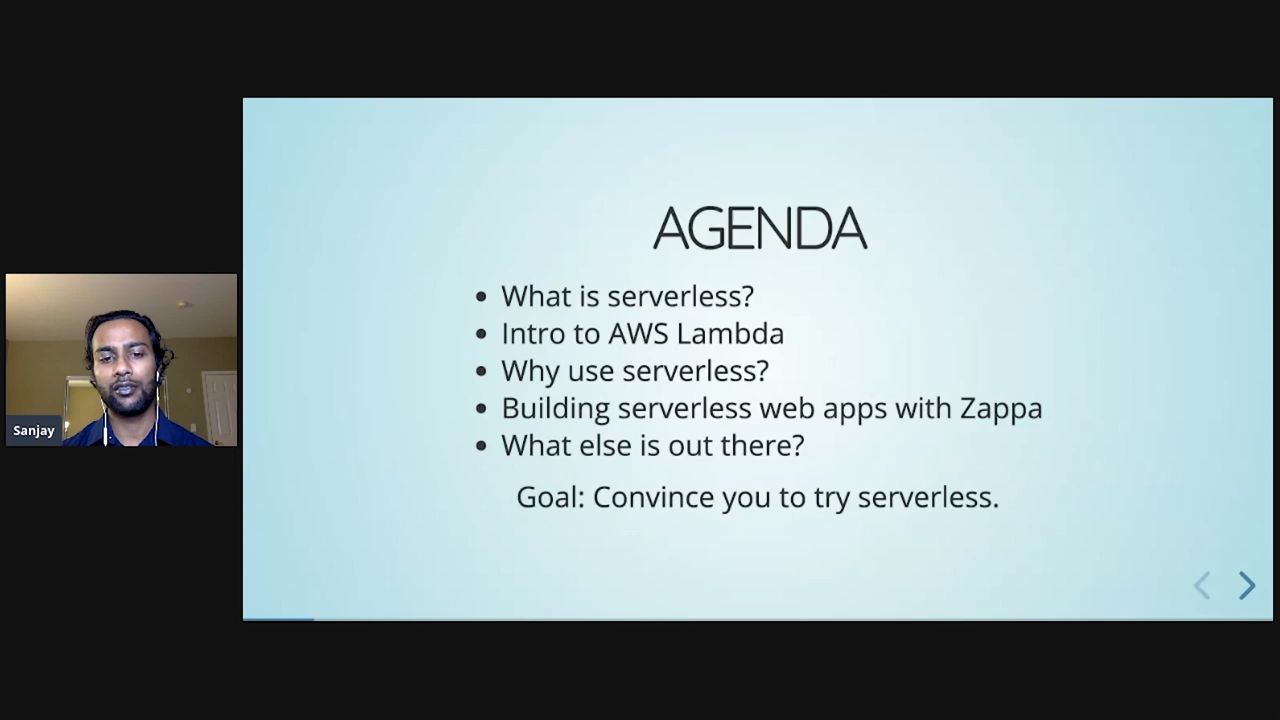 AGENDA
What is serverless?
Intro to AWS Lambda
Why use serverless?
Building serverless web apps with Zappa
What else is out there?
Goal: Convince you to try serverless.
Sanjay